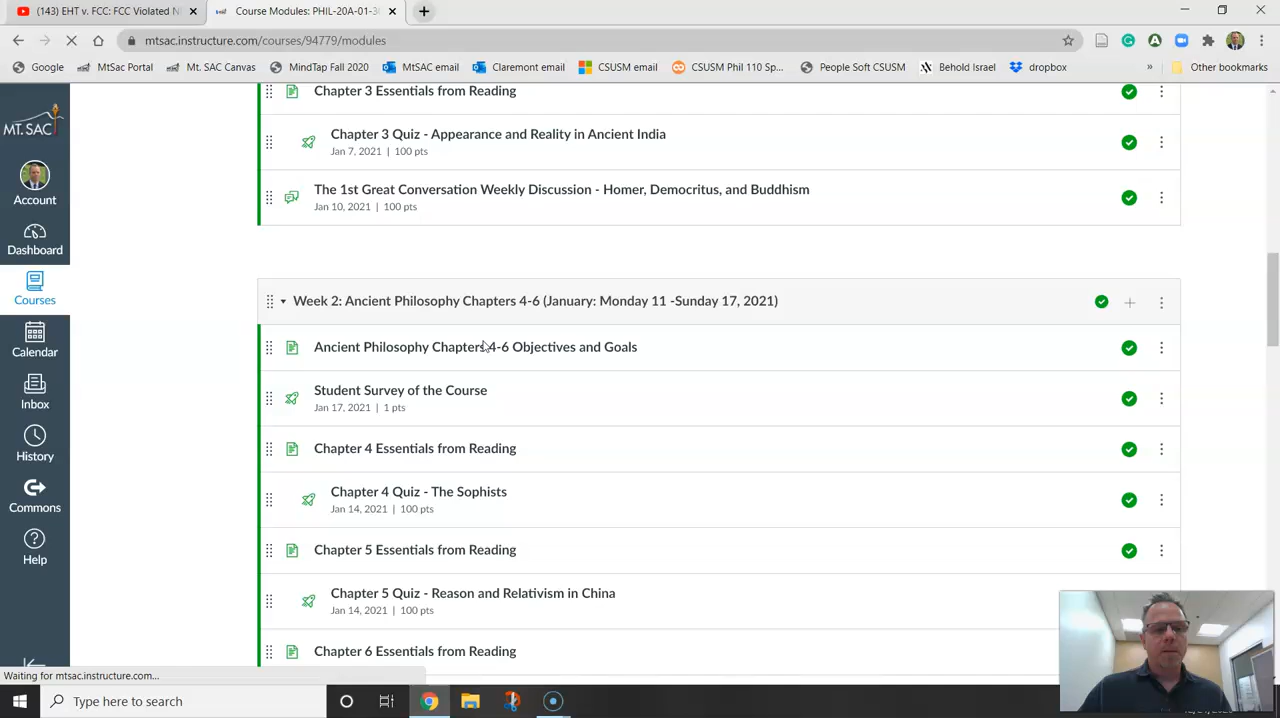 (143) EHT v. FCC: FCC Violated N
Course Modules: PHIL-20A-01-3
mtsac.instructure.com/courses/94779/modules
Google
MtSac Portal
Mt. SAC Canvas
MindTap Fall 2020
MtSAC email
Claremont email
CSUSM email
CSUSM Phil 110 Sp...
People Soft CSUSM
Behold Israel
dropbox
»
Other bookmarks
MT. SAC
Account
Dashboard
Courses
Calendar
Inbox
History
Commons
Help
Chapter 3 Essentials from Reading
Chapter 3 Quiz - Appearance and Reality in Ancient India
Jan 7, 2021 | 100 pts
The 1st Great Conversation Weekly Discussion - Homer, Democritus, and Buddhism
Jan 10, 2021 | 100 pts
Week 2: Ancient Philosophy Chapters 4-6 (January: Monday 11 -Sunday 17, 2021)
Ancient Philosophy Chapters 4-6 Objectives and Goals
Student Survey of the Course
Jan 17, 2021 | 1 pts
Chapter 4 Essentials from Reading
Chapter 4 Quiz - The Sophists
Jan 14, 2021 | 100 pts
Chapter 5 Essentials from Reading
Chapter 5 Quiz - Reason and Relativism in China
Jan 14, 2021 | 100 pts
Chapter 6 Essentials from Reading
Waiting for mtsac.instructure.com...
Type here to search